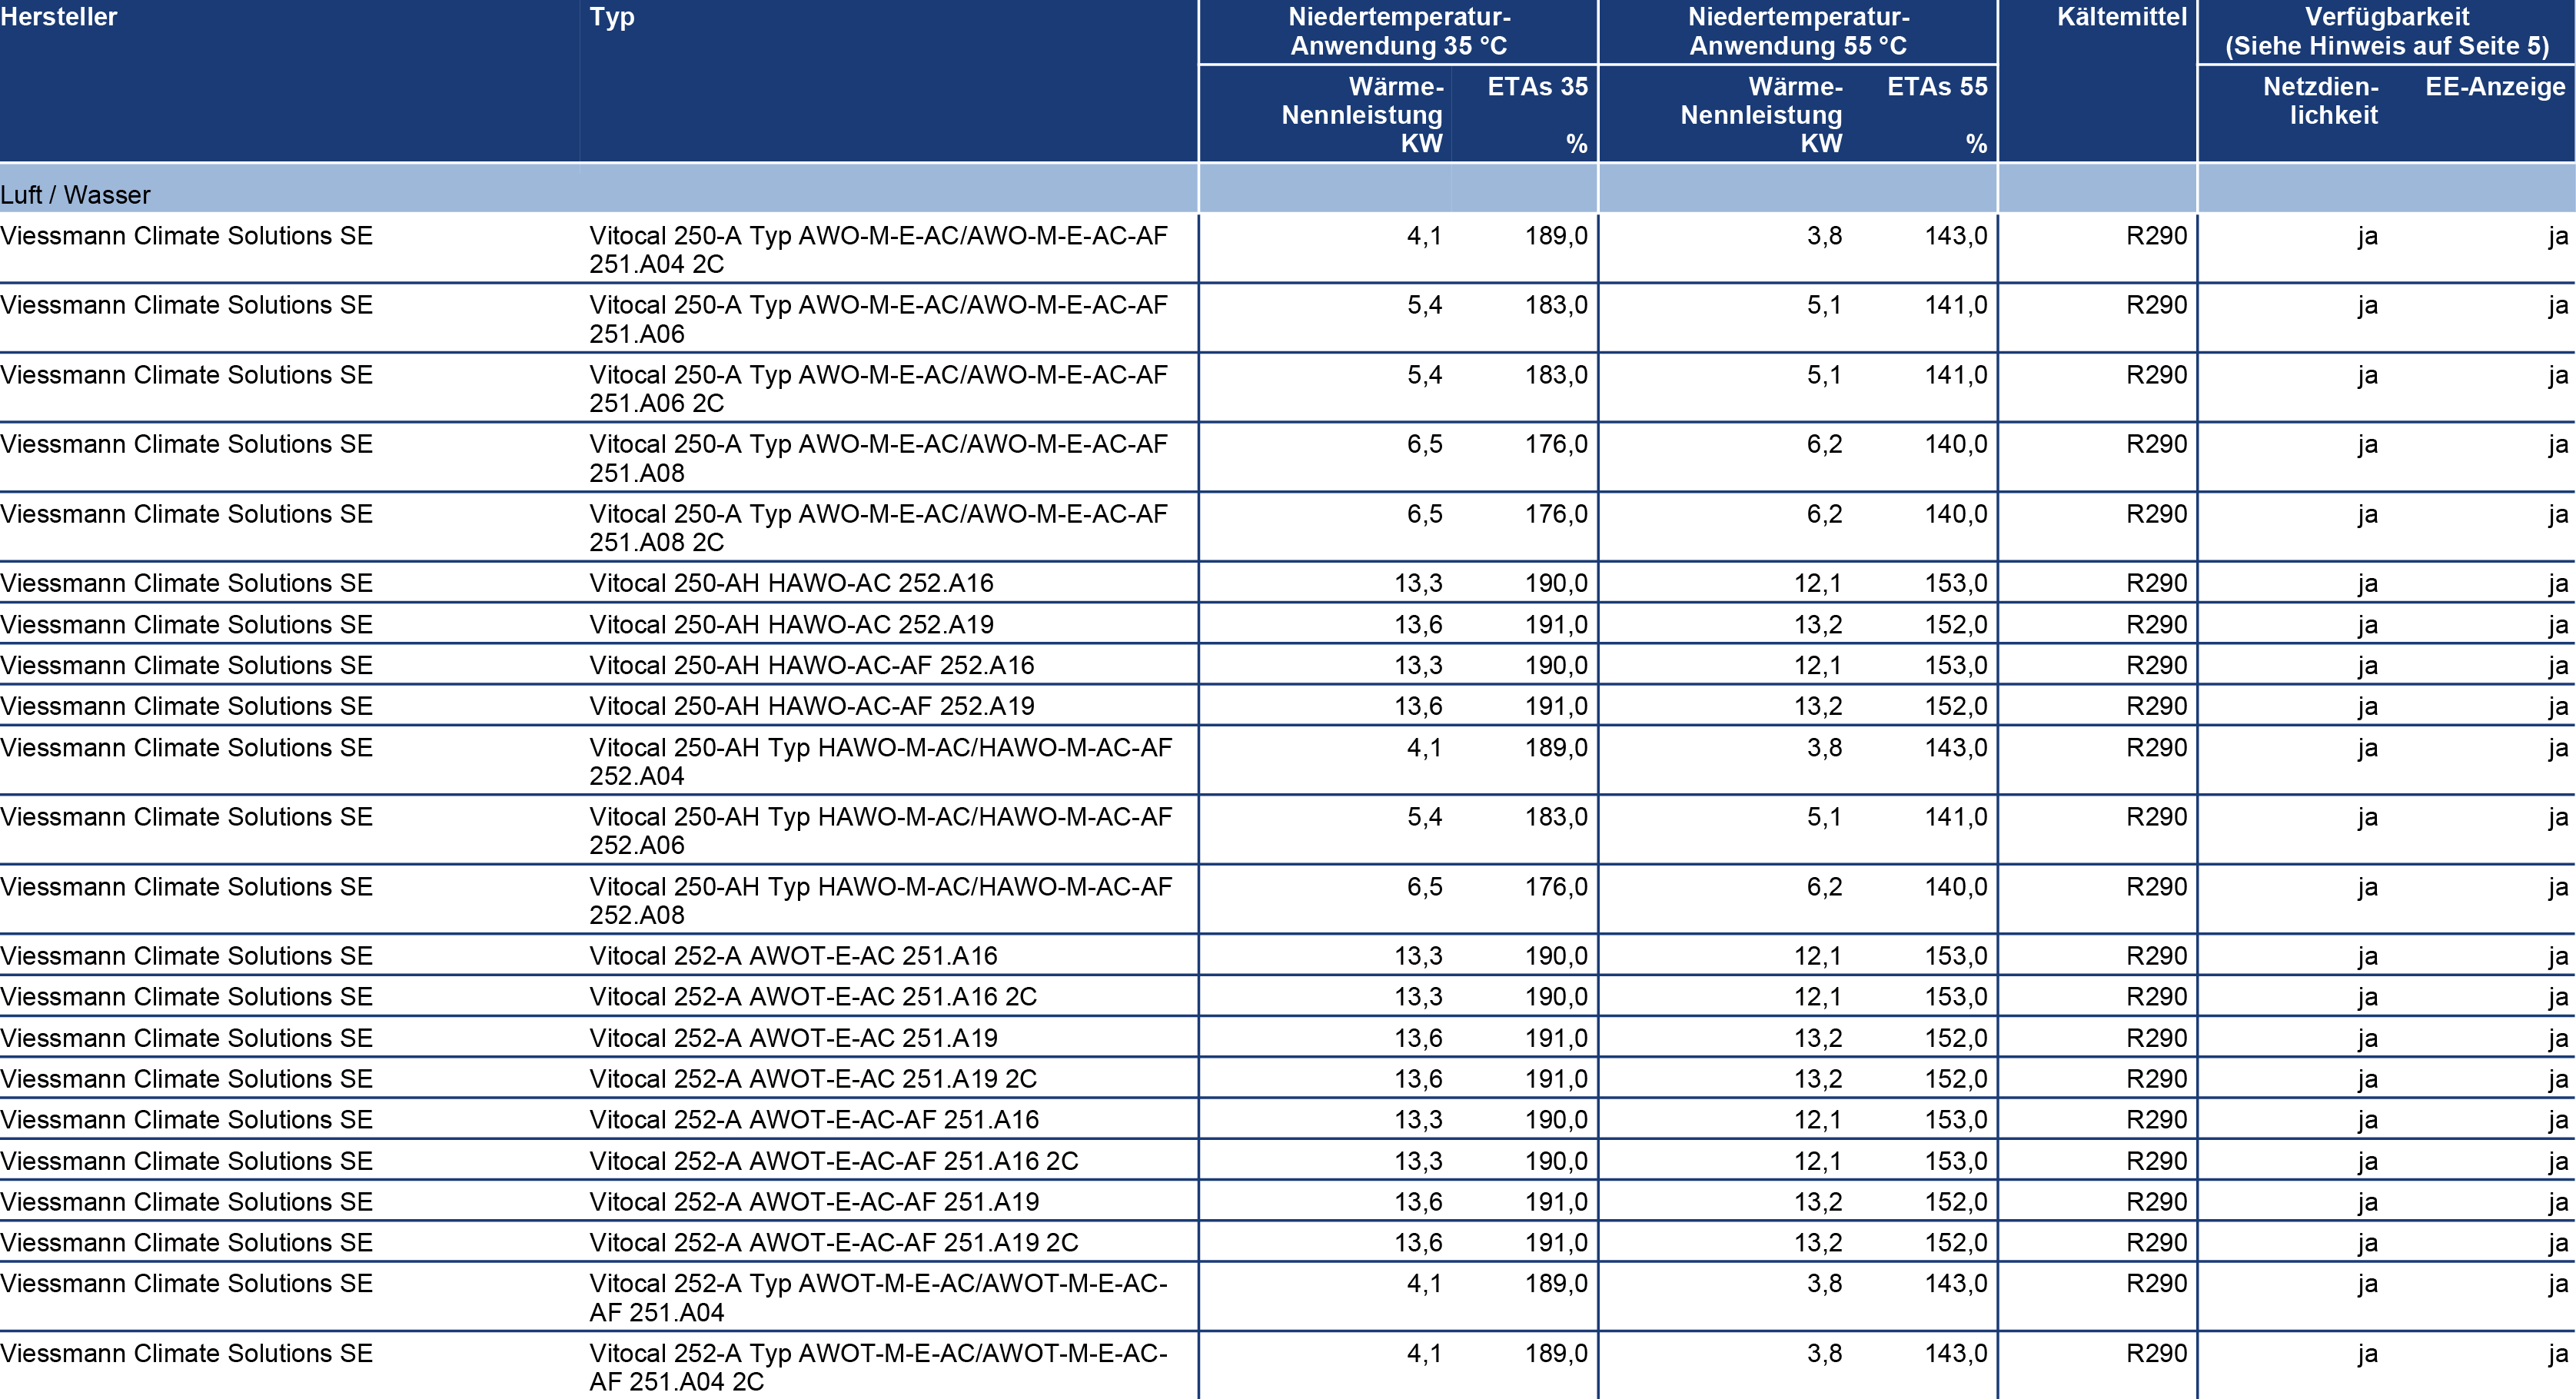 Hersteller Typ Niedertemperatur- Niedertemperatur- Kältemittel Verfügbarkeit
Anwendung 35 °C Anwendung 55 °C (Siehe Hinweis auf Seite 5)
Wärme- ETAs 35 Wärme- ETAs 55 Netzdien- EE-Anzeige
Nennleistung Nennleistung lichkeit
KW % KW %
Luft / Wasser
Viessmann Climate Solutions SE Vitocal 250-A Typ AWO-M-E-AC/AWO-M-E-AC-AF 4,1 189,0 3,8 143,0 R290 ja ja
251.A04 2C
Viessmann Climate Solutions SE Vitocal 250-A Typ AWO-M-E-AC/AWO-M-E-AC-AF 5,4 183,0 5,1 141,0 R290 ja ja
251.A06
Viessmann Climate Solutions SE Vitocal 250-A Typ AWO-M-E-AC/AWO-M-E-AC-AF 5,4 183,0 5,1 141,0 R290 ja ja
251.A06 2C
Viessmann Climate Solutions SE Vitocal 250-A Typ AWO-M-E-AC/AWO-M-E-AC-AF 6,5 176,0 6,2 140,0 R290 ja ja
251.A08
Viessmann Climate Solutions SE Vitocal 250-A Typ AWO-M-E-AC/AWO-M-E-AC-AF 6,5 176,0 6,2 140,0 R290 ja ja
251.A08 2C
Viessmann Climate Solutions SE Vitocal 250-AH HAWO-AC 252.A16 13,3 190,0 12,1 153,0 R290 ja ja
Viessmann Climate Solutions SE Vitocal 250-AH HAWO-AC 252.A19 13,6 191,0 13,2 152,0 R290 ja ja
Viessmann Climate Solutions SE Vitocal 250-AH HAWO-AC-AF 252.A16 13,3 190,0 12,1 153,0 R290 ja ja
Viessmann Climate Solutions SE Vitocal 250-AH HAWO-AC-AF 252.A19 13,6 191,0 13,2 152,0 R290 ja ja
Viessmann Climate Solutions SE Vitocal 250-AH Typ HAWO-M-AC/HAWO-M-AC-AF 4,1 189,0 3,8 143,0 R290 ja ja
252.A04
Viessmann Climate Solutions SE Vitocal 250-AH Typ HAWO-M-AC/HAWO-M-AC-AF 5,4 183,0 5,1 141,0 R290 ja ja
252.A06
Viessmann Climate Solutions SE Vitocal 250-AH Typ HAWO-M-AC/HAWO-M-AC-AF 6,5 176,0 6,2 140,0 R290 ja ja
252.A08
Viessmann Climate Solutions SE Vitocal 252-A AWOT-E-AC 251.A16 13,3 190,0 12,1 153,0 R290 ja ja
Viessmann Climate Solutions SE Vitocal 252-A AWOT-E-AC 251.A16 2C 13,3 190,0 12,1 153,0 R290 ja ja
Viessmann Climate Solutions SE Vitocal 252-A AWOT-E-AC 251.A19 13,6 191,0 13,2 152,0 R290 ja ja
Viessmann Climate Solutions SE Vitocal 252-A AWOT-E-AC 251.A19 2C 13,6 191,0 13,2 152,0 R290 ja ja
Viessmann Climate Solutions SE Vitocal 252-A AWOT-E-AC-AF 251.A16 13,3 190,0 12,1 153,0 R290 ja ja
Viessmann Climate Solutions SE Vitocal 252-A AWOT-E-AC-AF 251.A16 2C 13,3 190,0 12,1 153,0 R290 ja ja
Viessmann Climate Solutions SE Vitocal 252-A AWOT-E-AC-AF 251.A19 13,6 191,0 13,2 152,0 R290 ja ja
Viessmann Climate Solutions SE Vitocal 252-A AWOT-E-AC-AF 251.A19 2C 13,6 191,0 13,2 152,0 R290 ja ja
Viessmann Climate Solutions SE Vitocal 252-A Typ AWOT-M-E-AC/AWOT-M-E-AC- 4,1 189,0 3,8 143,0 R290 ja ja
AF 251.A04
Viessmann Climate Solutions SE Vitocal 252-A Typ AWOT-M-E-AC/AWOT-M-E-AC- 4,1 189,0 3,8 143,0 R290 ja ja
AF 251.A04 2C